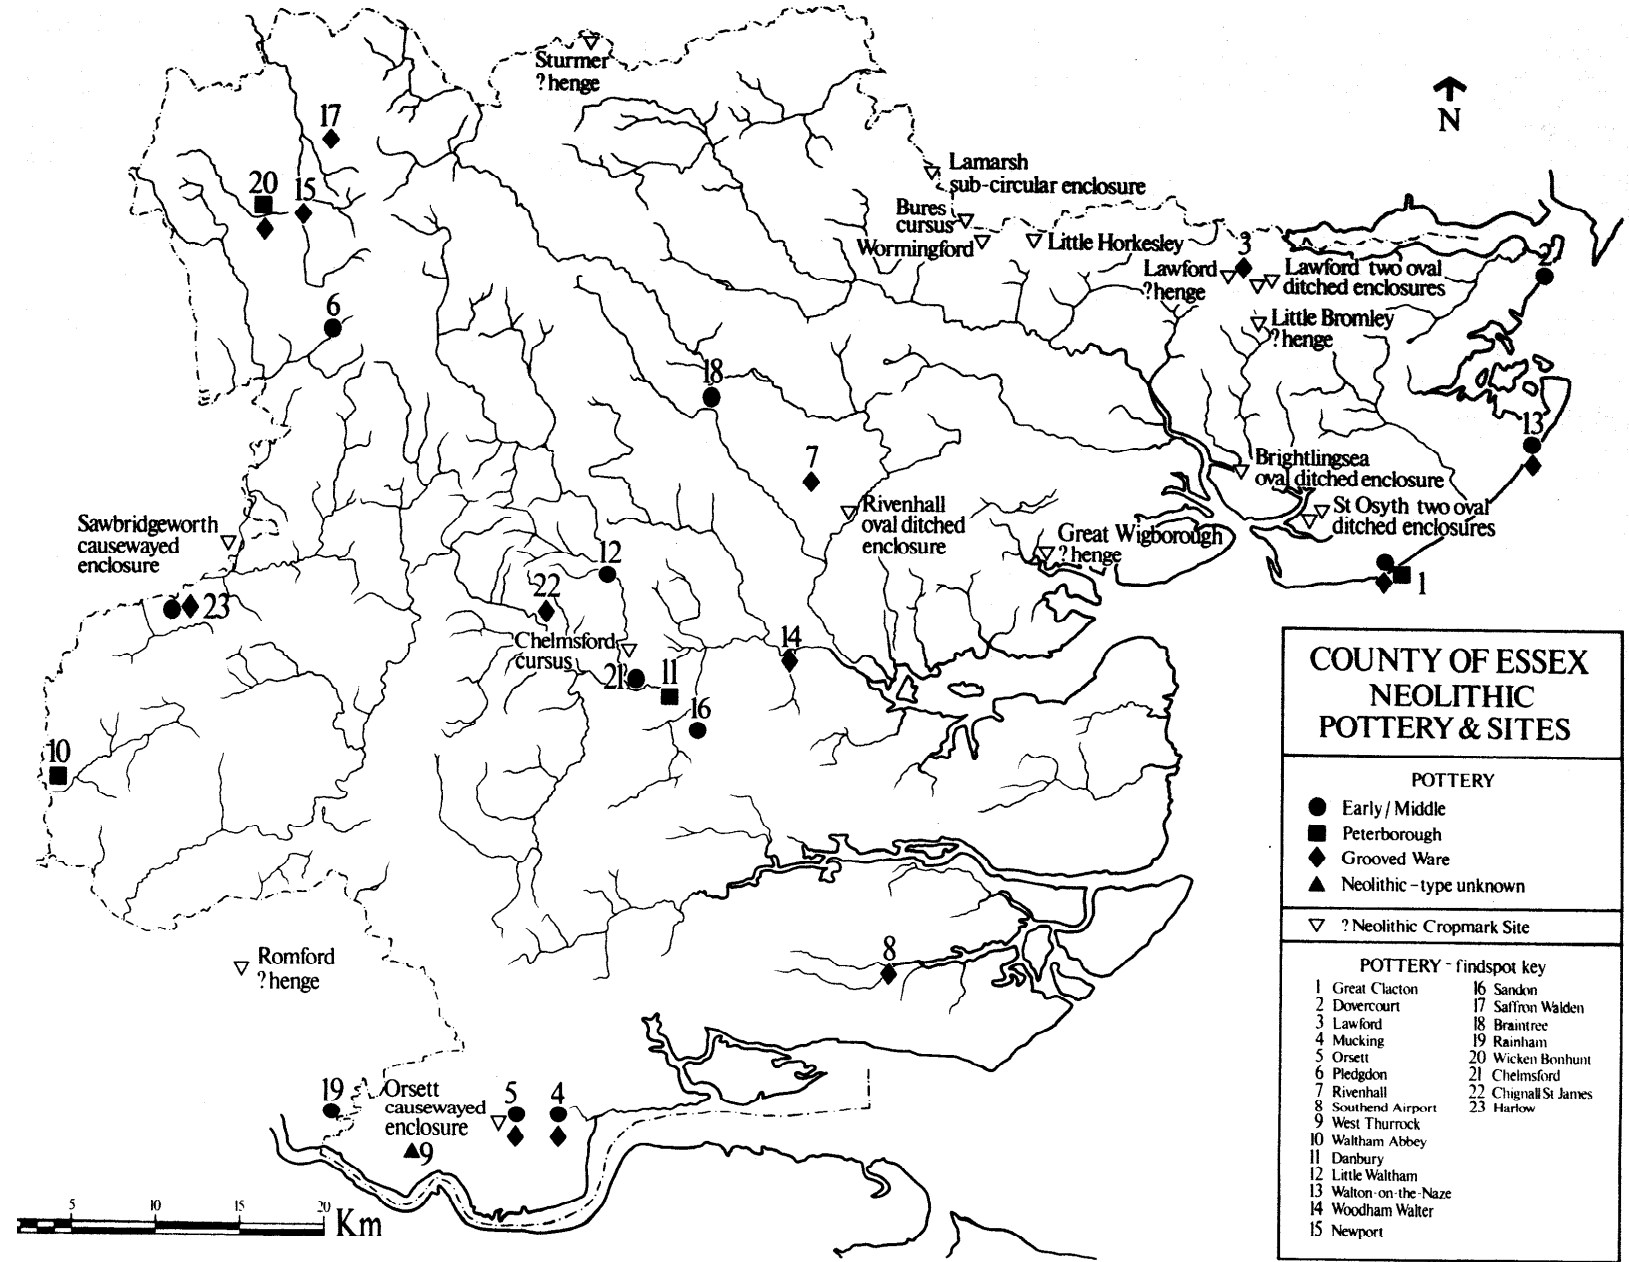 Sturmer
?henge
N
17
20
15
Lamarsh
sub-circular enclosure
Bures
cursus
Wormingford
Little Horkesley
3
2
Lawford
?henge
Lawford two oval
ditched enclosures
6
Little Bromley
?henge
18
13
7
Brightlingsea
oval ditched enclosure
Rivenhall
oval ditched
enclosure
St Osyth two oval
ditched enclosures
Sawbridgeworth
causewayed
enclosure
Great Wigborough
?henge
12
22
1
23
Chelmsford
cursus
14
21
11
16
10
8
Romford
?henge
19
Orsett
causewayed
enclosure
5
4
9
5
10
15
20
Km
COUNTY OF ESSEX
NEOLITHIC
POTTERY & SITES
POTTERY
Early/Middle
Peterborough
Grooved Ware
Neolithic-type unknown
?Neolithic Cropmark Site
POTTERY - findspot key
1 Great Clacton
2 Dovercourt
3 Lawford
4 Mucking
5 Orsett
6 Pledgdon
7 Rivenhall
8 Southend Airport
9 West Thurrock
10 Waltham Abbey
11 Danbury
12 Little Waltham
13 Walton-on-the-Naze
14 Woodham Walter
15 Newport
16 Sandon
17 Saffron Walden
18 Braintree
19 Rainham
20 Wicken Bonhunt
21 Chelmsford
22 Chignall St James
23 Harlow